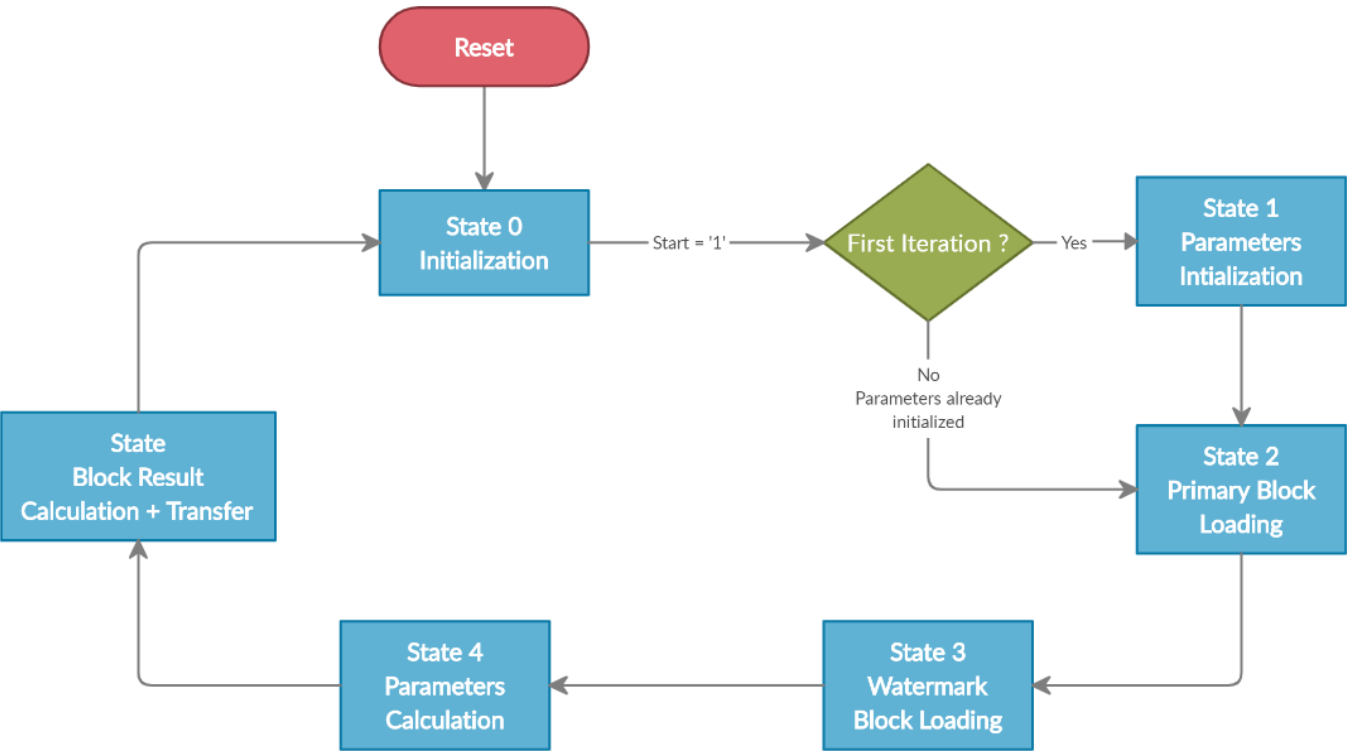 Reset
State 0
Initialization
Start = '1'
First Iteration ?
Yes
State 1
Parameters
Intialization
No
Parameters already
initialized
State 2
Primary Block
Loading
State
Block Result
Calculation + Transfer
State 4
Parameters
Calculation
State 3
Watermark
Block Loading